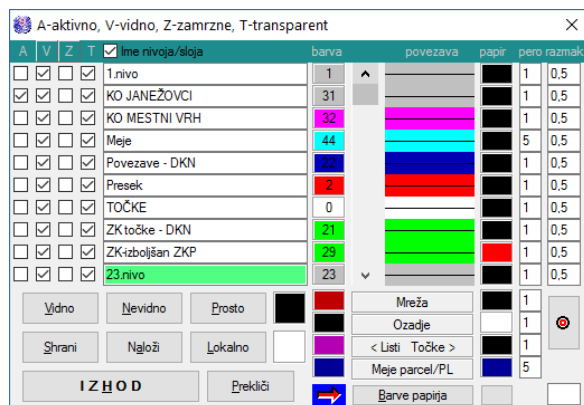 A-aktivno, V-vidno, Z-zamrzne, T-transparent
A V Z T Ime nivoja/sloja barva povezava papir pero razmak
1.nivo 1 1 0,5
KO JANEŽOVCI 31 1 0,5
KO MESTNI VRH 32 1 0,5
Meje 44 5 0,5
Povezave - DKN 22 1 0,5
Presek 2 1 0,5
TOČKE 0 1 0,5
ZK točke - DKN 21 1 0,5
ZK-izboljšan ZKP 29 1 0,5
23.nivo 23 1 0,5
Vidno Nevidno Prosto Mreža 1
Ozadje 1
Shrani Naloži Lokalno < Listi Točke > 1
Meje parcel/PL 5
IZHOD Prekliči Barve papirja